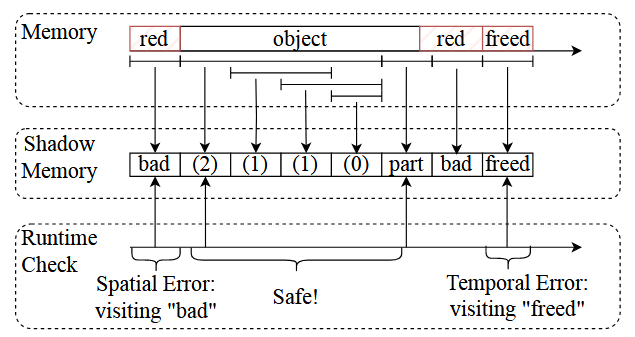 Memory
red object red freed
Shadow
Memory
bad (2) (1) (1) (0) part bad freed
Runtime
Check
Spatial Error:
visiting "bad"
Safe!
Temporal Error:
visiting "freed"